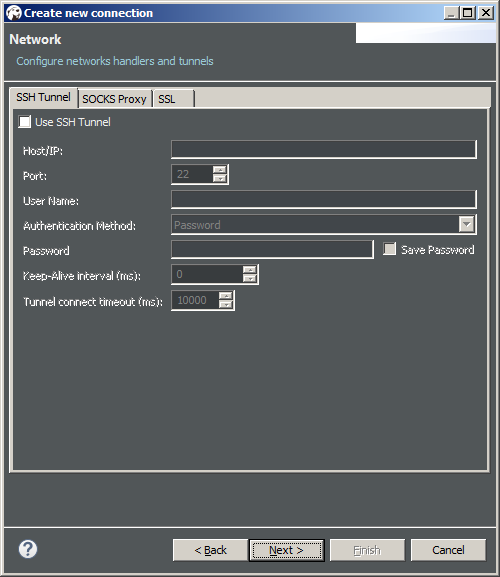 Create new connection
Network
Configure networks handlers and tunnels
SSH Tunnel SOCKS Proxy SSL
Use SSH Tunnel
Host/IP:
Port: 22
User Name:
Authentication Method: Password
Password Save Password
Keep-Alive interval (ms): 0
Tunnel connect timeout (ms): 10000
? < Back Next > Finish Cancel